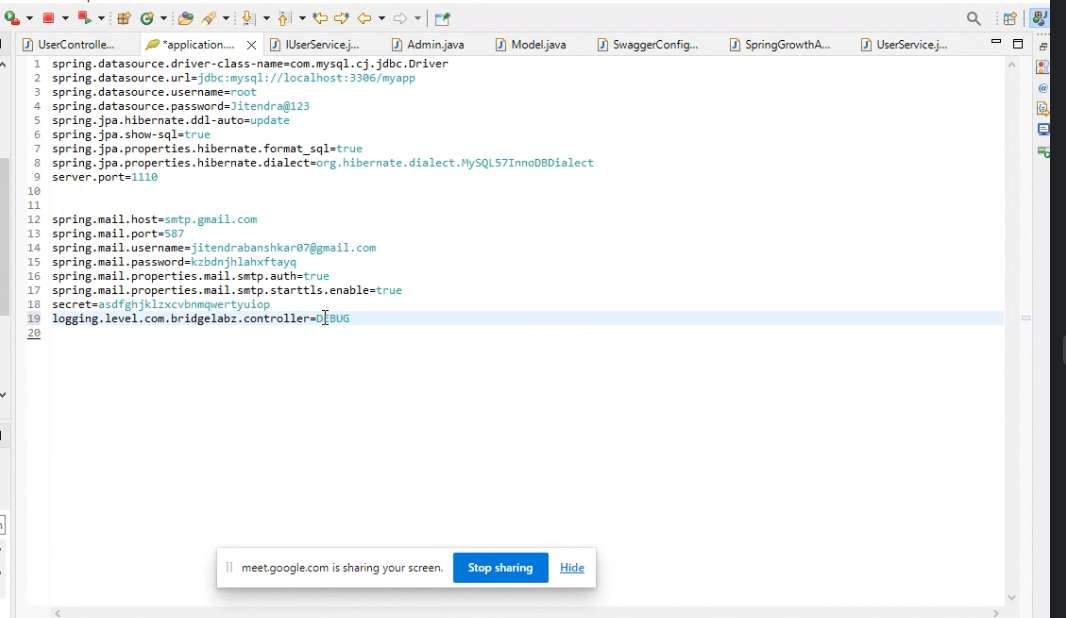 UserControlle...
*application....
IUserService.j...
Admin.java
Model.java
SwaggerConfig...
SpringGrowthA...
UserService.j...
1 spring.datasource.driver-class-name=com.mysql.cj.jdbc.Driver
2 spring.datasource.url=jdbc:mysql://localhost:3306/myapp
3 spring.datasource.username=root
4 spring.datasource.password=Jitendra@123
5 spring.jpa.hibernate.ddl-auto=update
6 spring.jpa.show-sql=true
7 spring.jpa.properties.hibernate.format_sql=true
8 spring.jpa.properties.hibernate.dialect=org.hibernate.dialect.MySQL57InnoDBDialect
9 server.port=1110
10
11
12 spring.mail.host=smtp.gmail.com
13 spring.mail.port=587
14 spring.mail.username=jitendrabanshkar07@gmail.com
15 spring.mail.password=kzbdnjhlahxftayq
16 spring.mail.properties.mail.smtp.auth=true
17 spring.mail.properties.mail.smtp.starttls.enable=true
18 secret=asdfghjklzxcvbnmqwertyuiop
19 logging.level.com.bridgelabz.controller=DEBUG
20
meet.google.com is sharing your screen.
Stop sharing
Hide